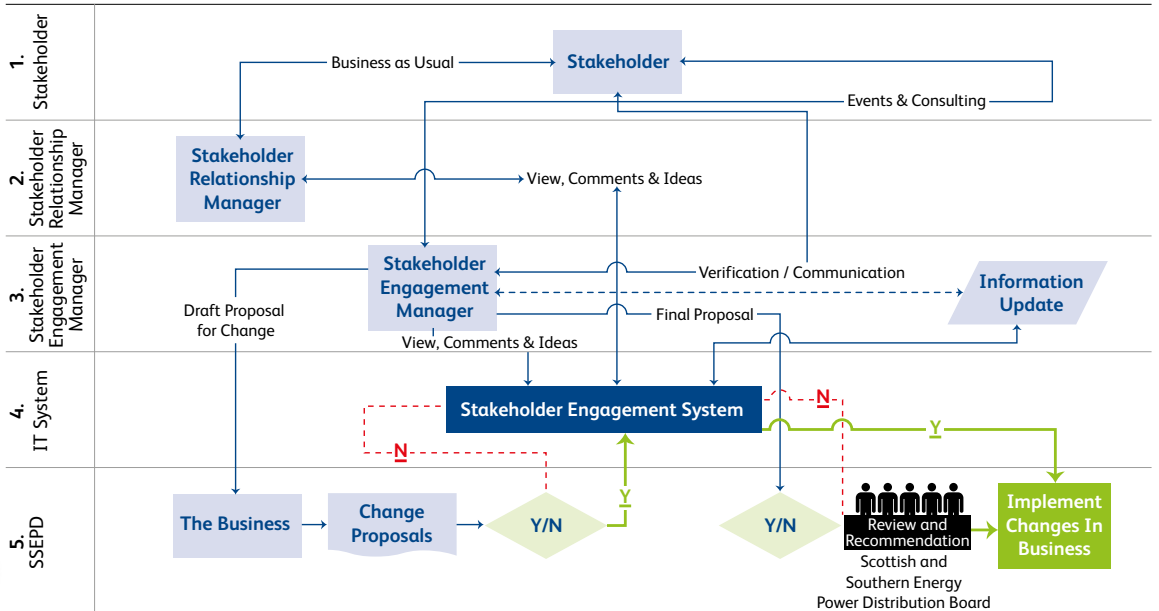 1.
Stakeholder
Business as Usual
Stakeholder
Events & Consulting
2.
Stakeholder
Relationship
Manager
Stakeholder
Relationship
Manager
View, Comments & Ideas
3.
Stakeholder
Engagement
Manager
Draft Proposal
for Change
Stakeholder
Engagement
Manager
View, Comments & Ideas
Verification / Communication
Final Proposal
Information
Update
4.
IT System
Stakeholder Engagement System
N
N
Y
Y
5.
SSEPD
The Business
Change
Proposals
Y/N
Y/N
Review and
Recommendation
Scottish and
Southern Energy
Power Distribution Board
Implement
Changes In
Business